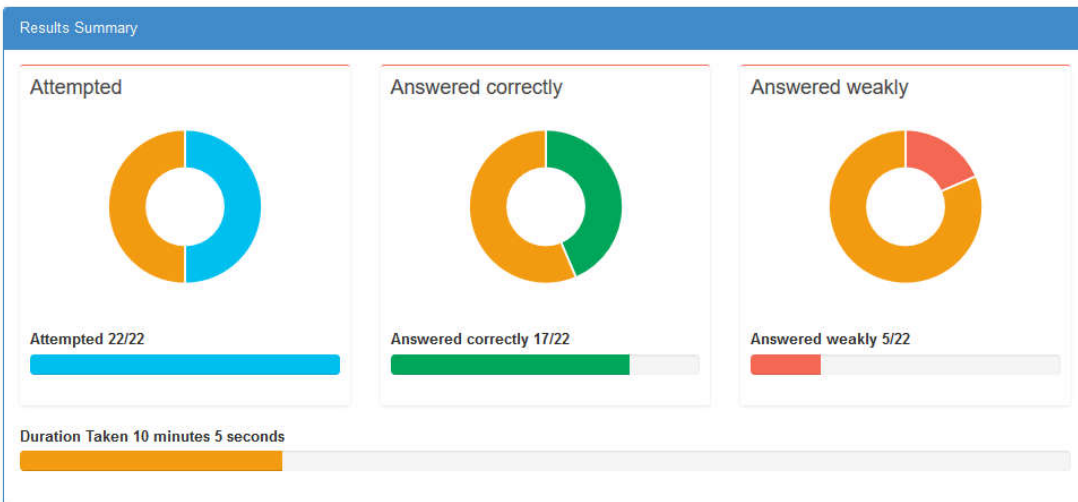 Results Summary
Attempted
Answered correctly
Answered weakly
Attempted 22/22
Answered correctly 17/22
Answered weakly 5/22
Duration Taken 10 minutes 5 seconds